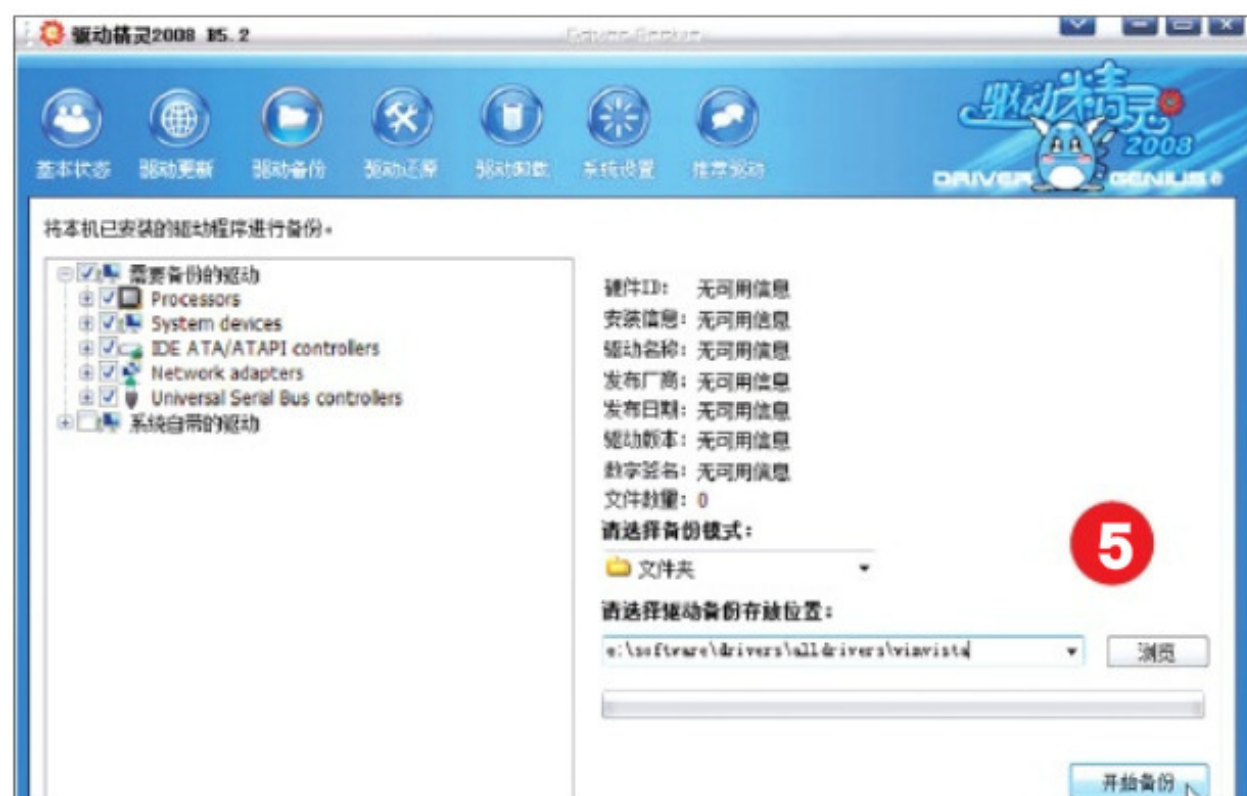 驱动精灵2008 B5.2
Driver Genius
驱动精灵
2008
DRIVER GENIUS
基本状态 驱动更新 驱动备份 驱动还原 驱动卸载 系统设置 推荐驱动
将本机已安装的驱动程序进行备份。
需要备份的驱动
Processors
System devices
IDE ATA/ATAPI controllers
Network adapters
Universal Serial Bus controllers
系统自带的驱动
硬件ID: 无可用信息
安装信息: 无可用信息
驱动名称: 无可用信息
发布厂商: 无可用信息
发布日期: 无可用信息
驱动版本: 无可用信息
数字签名: 无可用信息
文件数量: 0
请选择备份模式:
文件夹
5
请选择驱动备份存放位置:
e:\software\drivers\alldrivers\viavista
浏览
开始备份